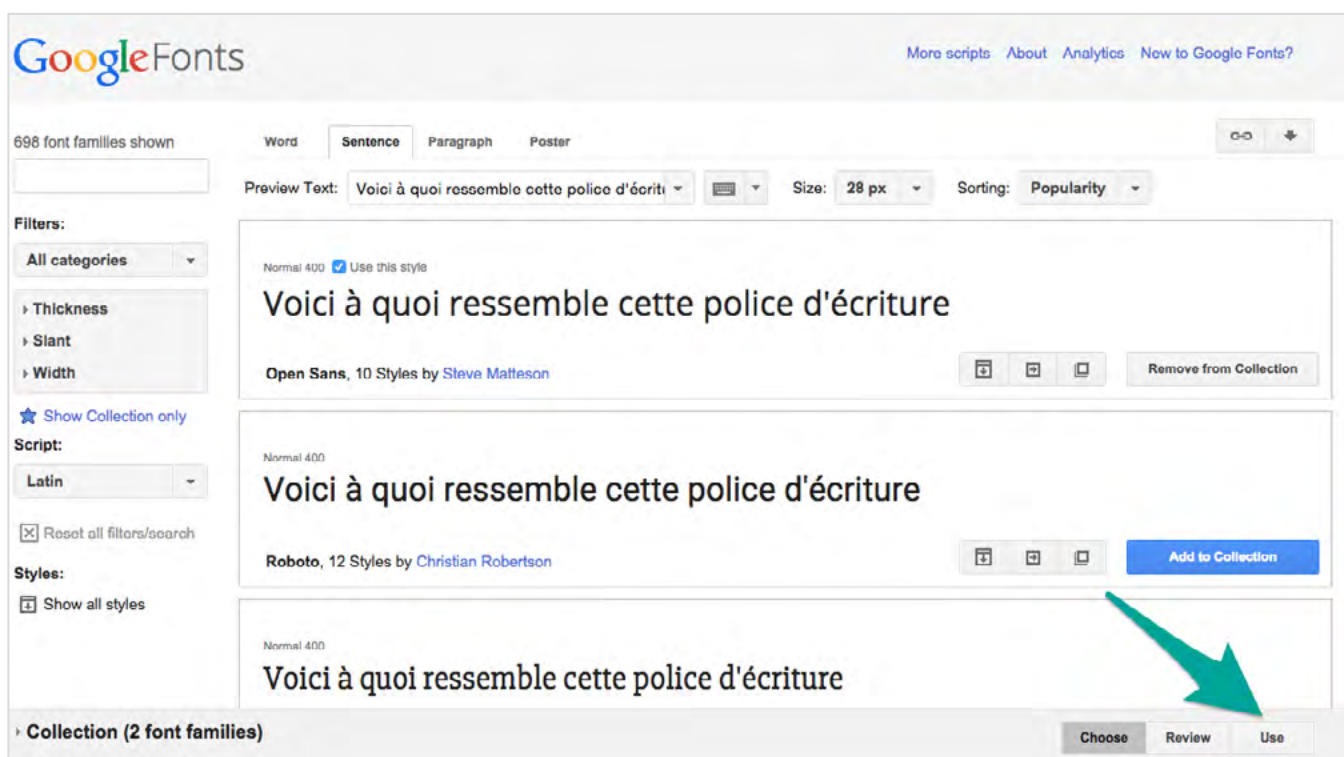 Google Fonts
More scripts About Analytics New to Google Fonts?
698 font families shown
Word Sentence Paragraph Poster
Preview Text: Voici à quoi ressemble cette police d'écrit Size: 28 px Sorting: Popularity
Filters:
All categories
Thickness
Slant
Width
Show Collection only
Script:
Latin
Reset all filters/search
Styles:
Show all styles
Normal 400 Use this style
Voici à quoi ressemble cette police d'écriture
Open Sans, 10 Styles by Steve Matteson
Remove from Collection
Normal 400
Voici à quoi ressemble cette police d'écriture
Roboto, 12 Styles by Christian Robertson
Add to Collection
Normal 400
Voici à quoi ressemble cette police d'écriture
Collection (2 font families)
Choose Review Use